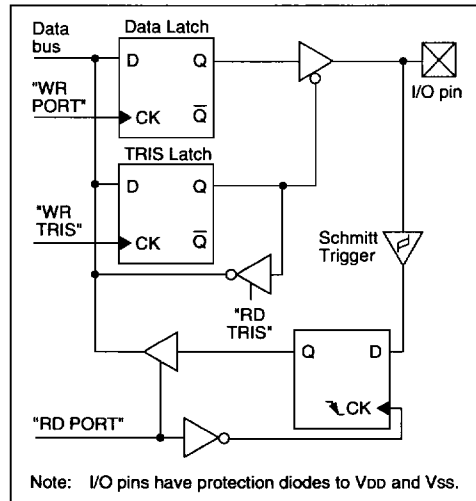 Data bus
Data Latch
D Q
"WR PORT"
CK Q̅
I/O pin
TRIS Latch
D Q
"WR TRIS"
CK Q̅
Schmitt Trigger
"RD TRIS"
Q D
CK
"RD PORT"
Note: I/O pins have protection diodes to VDD and VSS.